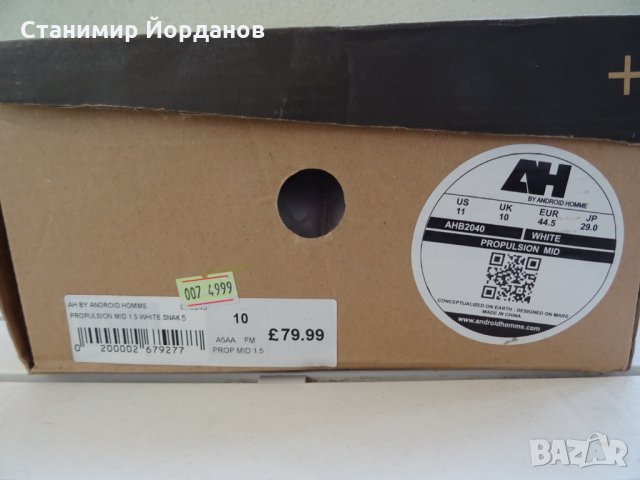 Станимир Йорданов
AH
BY ANDROID HOMME
US UK EUR JP
11 10 44.5 29.0
AHB2040 WHITE
PROPULSION MID
CONCEPTUALIZED ON EARTH / DESIGNED ON MARS
MADE IN CHINA
www.androidhomme.com
007 4999
AH BY ANDROID HOMME
PROPULSION MID 1.5 WHITE SNAK 5
10
£79.99
A5AA FM
PROP MID 1.5
0 200002 679277
BAZAR